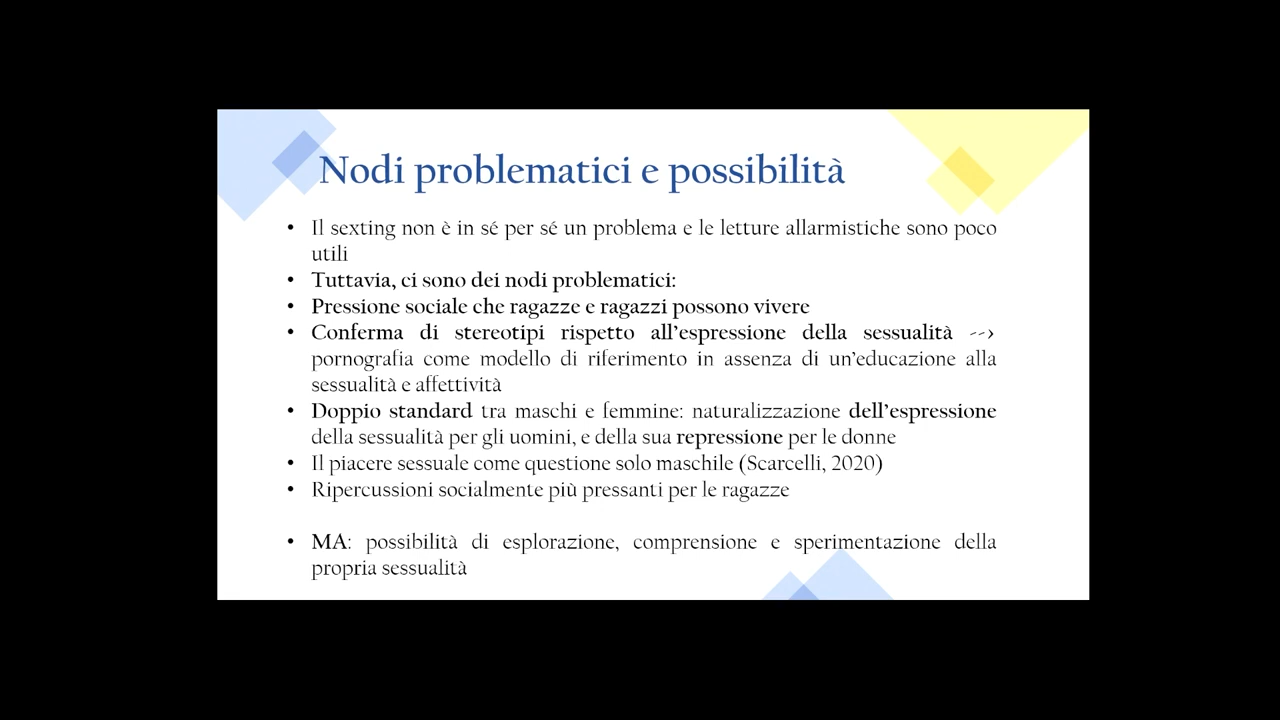 Nodi problematici e possibilità
• Il sexting non è in sé per sé un problema e le letture allarmistiche sono poco
utili
• Tuttavia, ci sono dei nodi problematici:
• Pressione sociale che ragazze e ragazzi possono vivere
• Conferma di stereotipi rispetto all'espressione della sessualità -->
pornografia come modello di riferimento in assenza di un'educazione alla
sessualità e affettività
• Doppio standard tra maschi e femmine: naturalizzazione dell'espressione
della sessualità per gli uomini, e della sua repressione per le donne
• Il piacere sessuale come questione solo maschile (Scarcelli, 2020)
• Ripercussioni socialmente più pressanti per le ragazze
• MA: possibilità di esplorazione, comprensione e sperimentazione della
propria sessualità